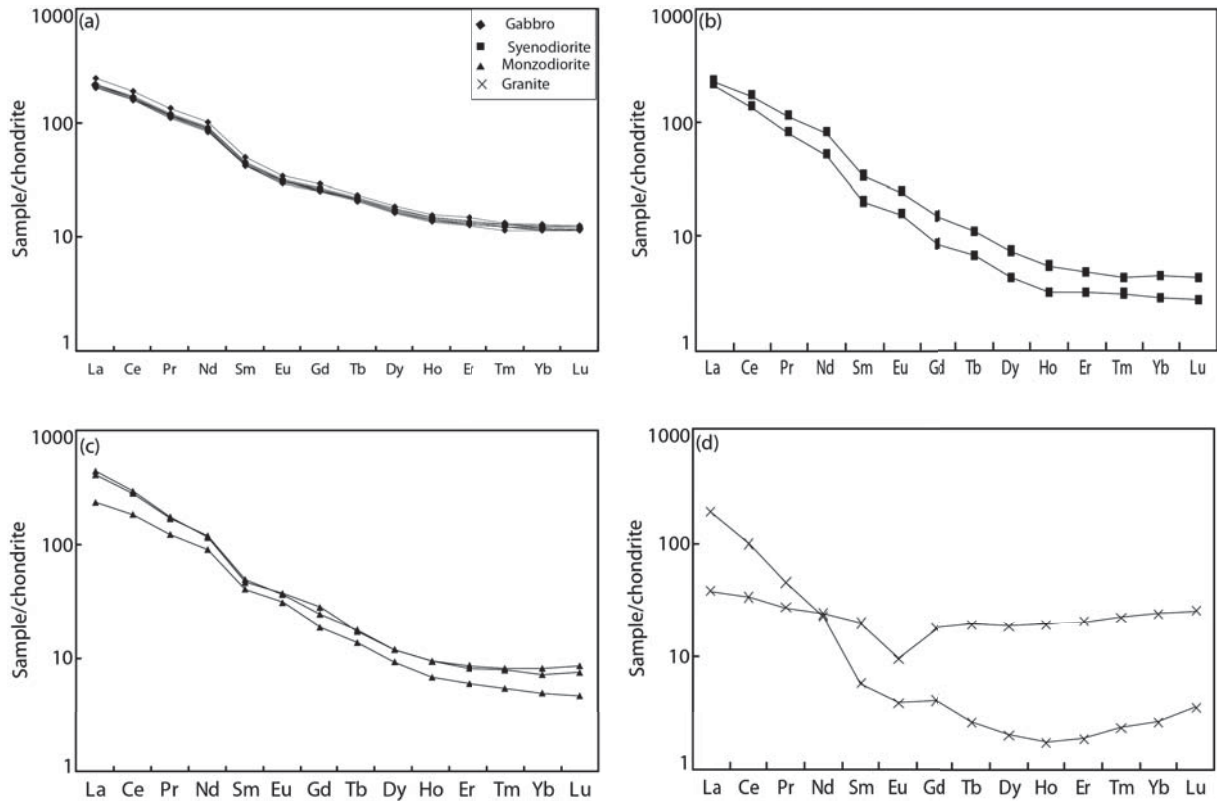 (a)
1000
100
10
1
Sample/chondrite
Gabbro
Syenodiorite
Monzodiorite
Granite
La Ce Pr Nd Sm Eu Gd Tb Dy Ho Er Tm Yb Lu
(b)
1000
100
10
1
Sample/chondrite
La Ce Pr Nd Sm Eu Gd Tb Dy Ho Er Tm Yb Lu
(c)
1000
100
10
1
Sample/chondrite
La Ce Pr Nd Sm Eu Gd Tb Dy Ho Er Tm Yb Lu
(d)
1000
100
10
1
Sample/chondrite
La Ce Pr Nd Sm Eu Gd Tb Dy Ho Er Tm Yb Lu